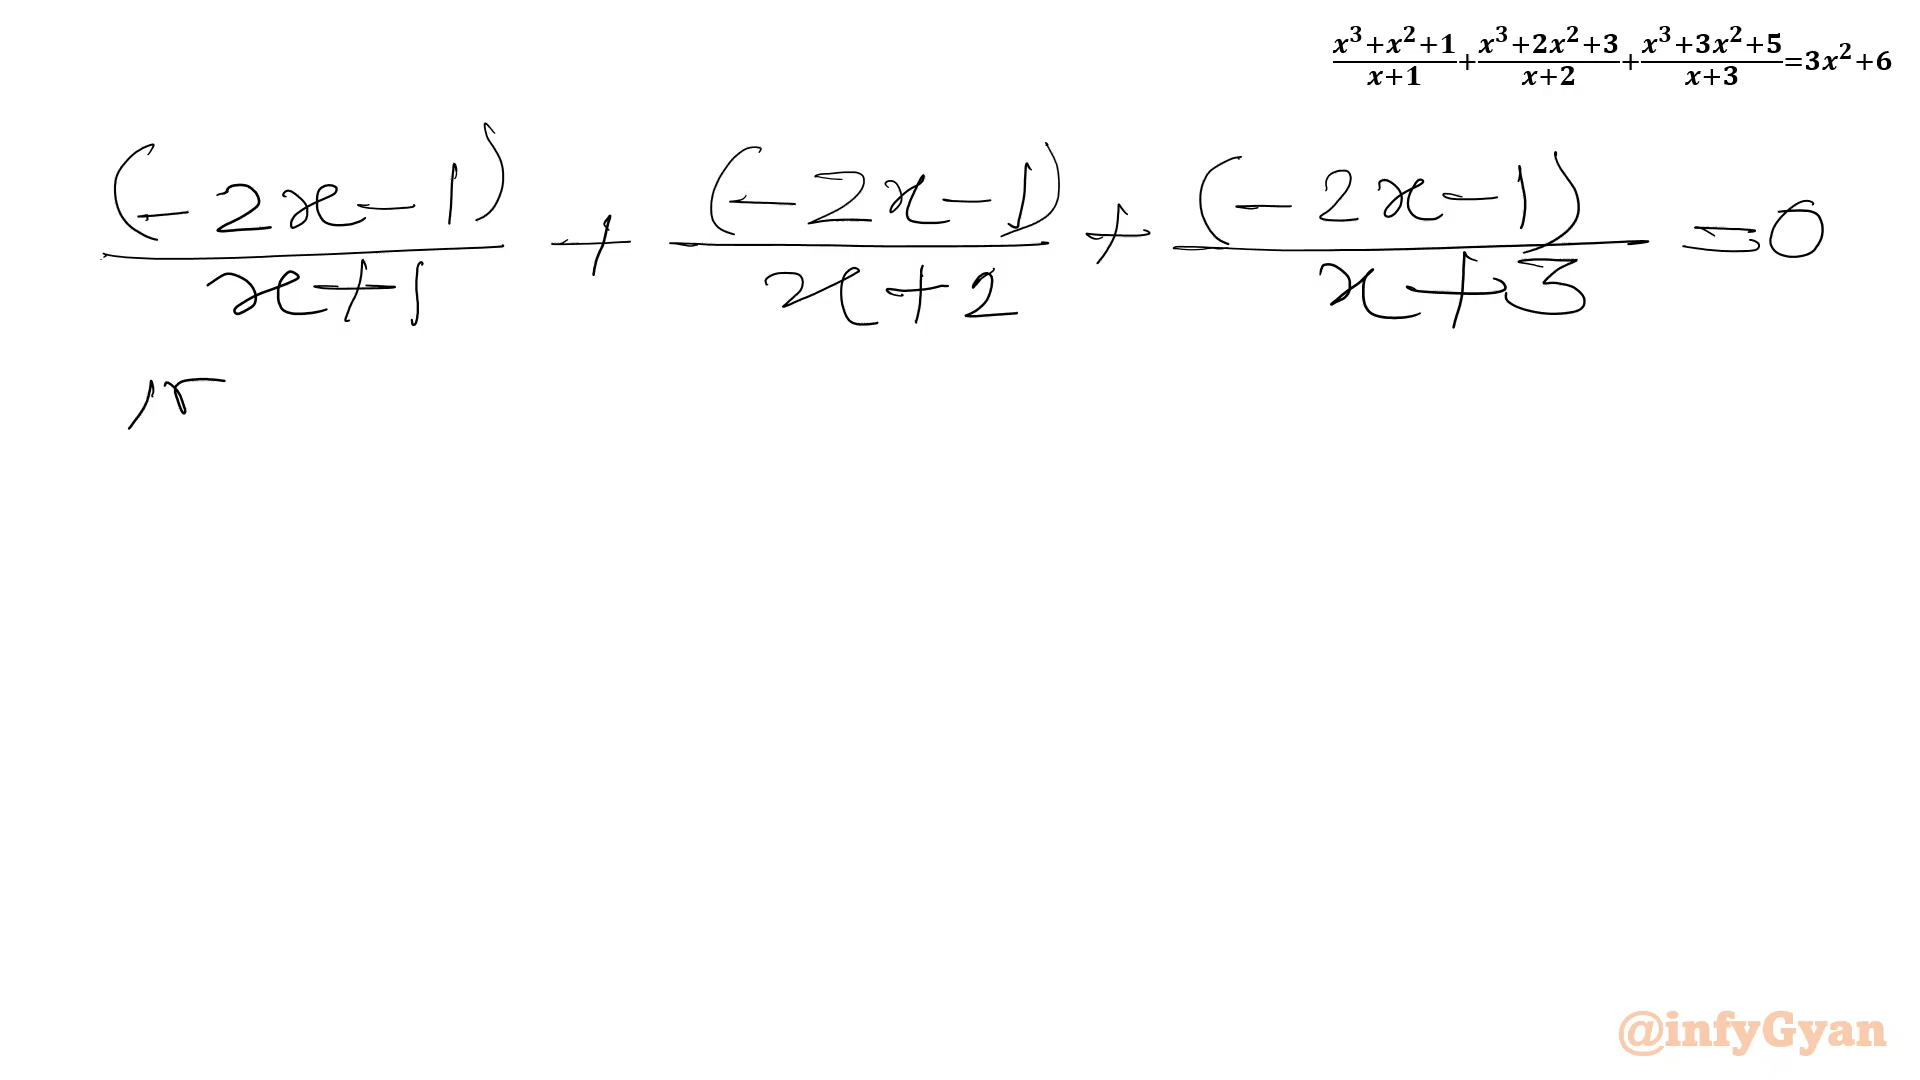 x³+x²+1/x+1 + x³+2x²+3/x+2 + x³+3x²+5/x+3 = 3x²+6
(-2x-1)/x+1 + (-2x-1)/x+2 + (-2x-1)/x+3 = 0
@infyGyan